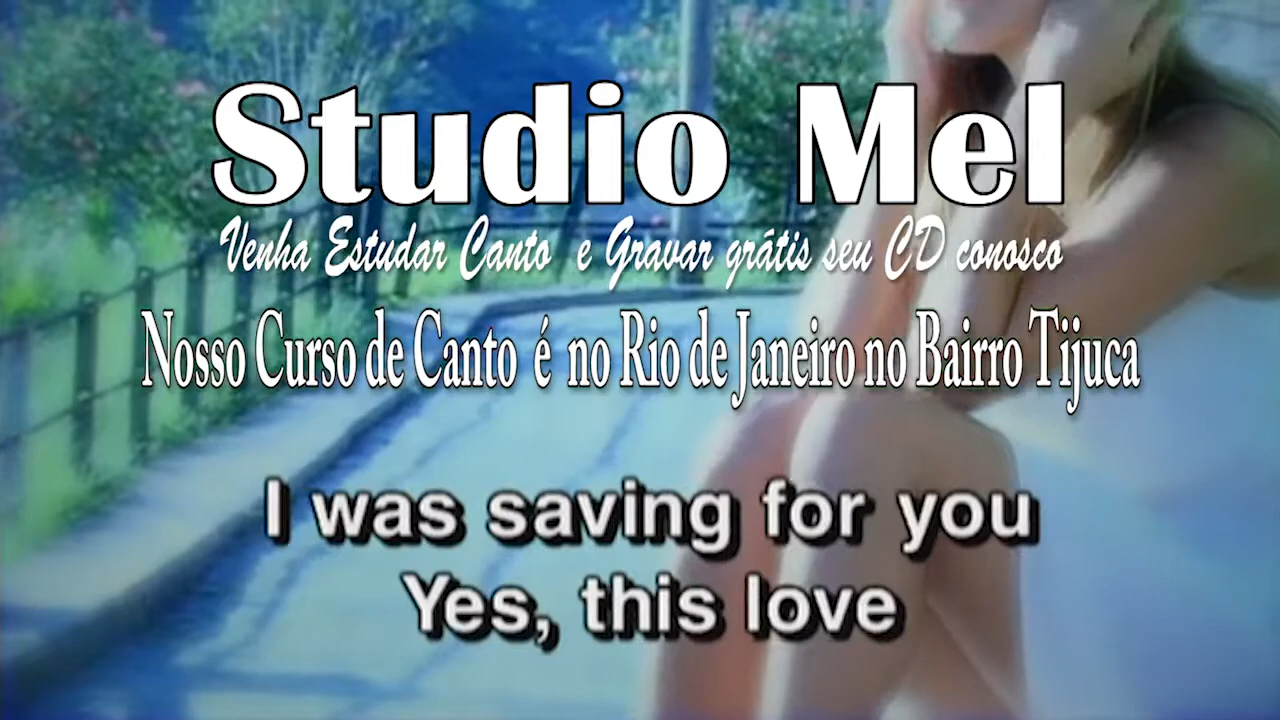 Studio Mel
Venha Estudar Canto e Gravar grátis seu CD conosco
Nosso Curso de Canto é no Rio de Janeiro no Bairro Tijuca
I was saving for you
Yes, this love